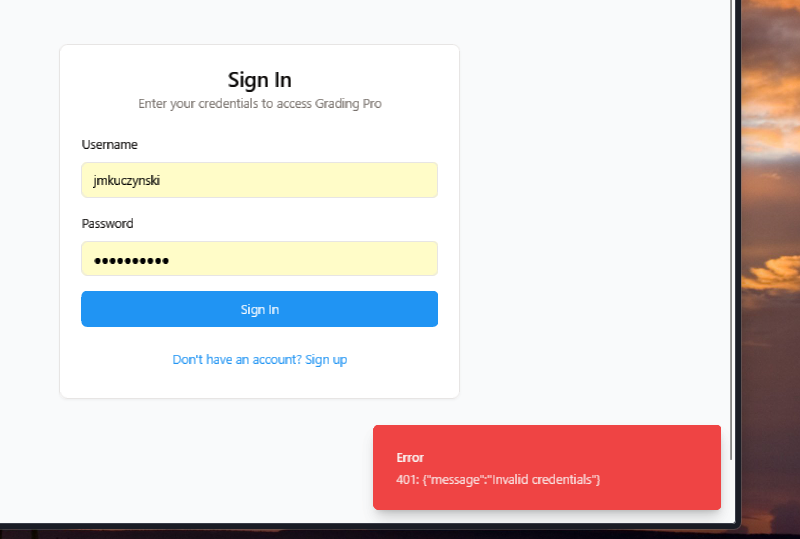 Sign In
Enter your credentials to access Grading Pro
Username
jmkuczynski
Password
••••••••••
Sign In
Don't have an account? Sign up
Error
401: {"message":"Invalid credentials"}